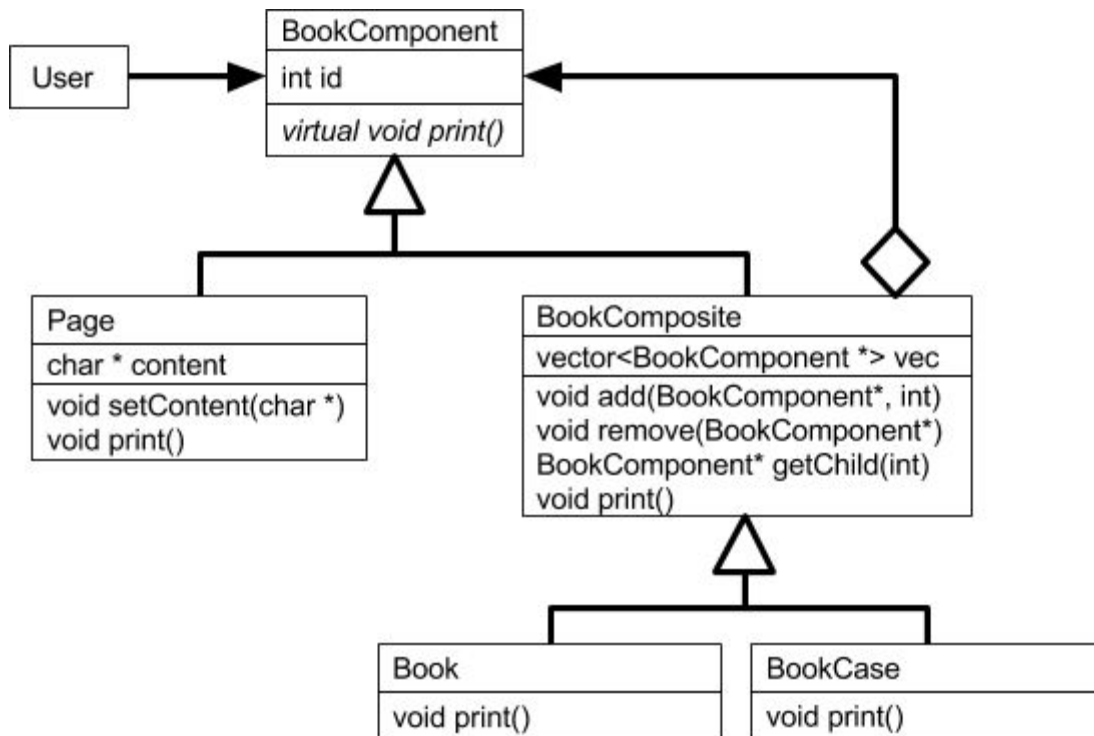 BookComponent
User
int id
virtual void print()
Page
char * content
void setContent(char *)
void print()
BookComposite
vector<BookComponent *> vec
void add(BookComponent*, int)
void remove(BookComponent*)
BookComponent* getChild(int)
void print()
Book
void print()
BookCase
void print()